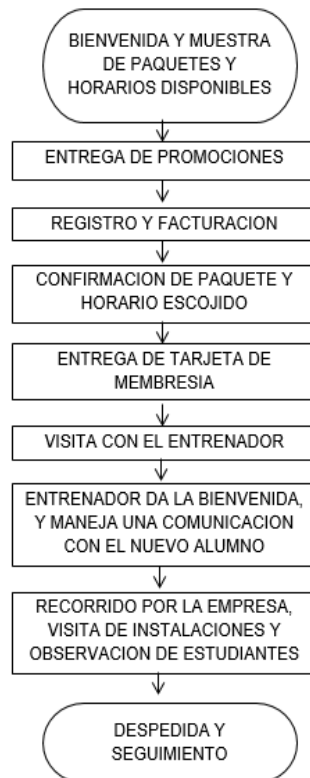 BIENVENIDA Y MUESTRA
DE PAQUETES Y
HORARIOS DISPONIBLES
ENTREGA DE PROMOCIONES
REGISTRO Y FACTURACION
CONFIRMACION DE PAQUETE Y
HORARIO ESCOJIDO
ENTREGA DE TARJETA DE
MEMBRESIA
VISITA CON EL ENTRENADOR
ENTRENADOR DA LA BIENVENIDA,
Y MANEJA UNA COMUNICACION
CON EL NUEVO ALUMNO
RECORRIDO POR LA EMPRESA,
VISITA DE INSTALACIONES Y
OBSERVACION DE ESTUDIANTES
DESPEDIDA Y
SEGUIMIENTO